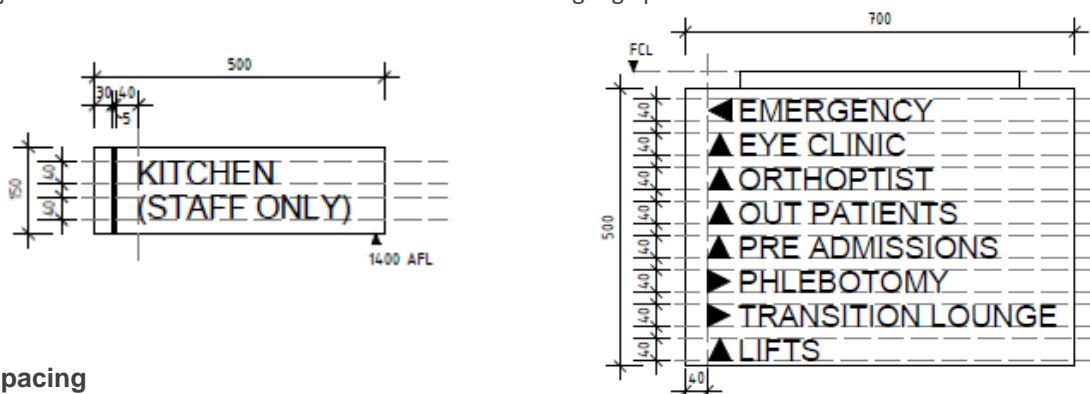 500
30 40
5
150
40
40
KITCHEN
(STAFF ONLY)
1400 AFL
pacing
700
FCL
500
40
40
40
40
40
40
40
40
EMERGENCY
EYE CLINIC
ORTHOPTIST
OUT PATIENTS
PRE ADMISSIONS
PHLEBOTOMY
TRANSITION LOUNGE
LIFTS
40